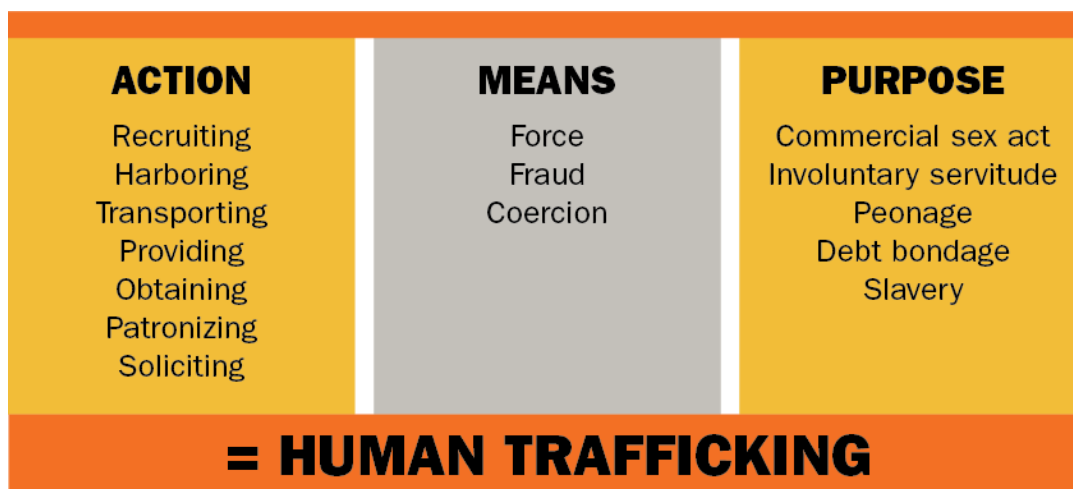 ACTION
Recruiting
Harboring
Transporting
Providing
Obtaining
Patronizing
Soliciting
MEANS
Force
Fraud
Coercion
PURPOSE
Commercial sex act
Involuntary servitude
Peonage
Debt bondage
Slavery
= HUMAN TRAFFICKING